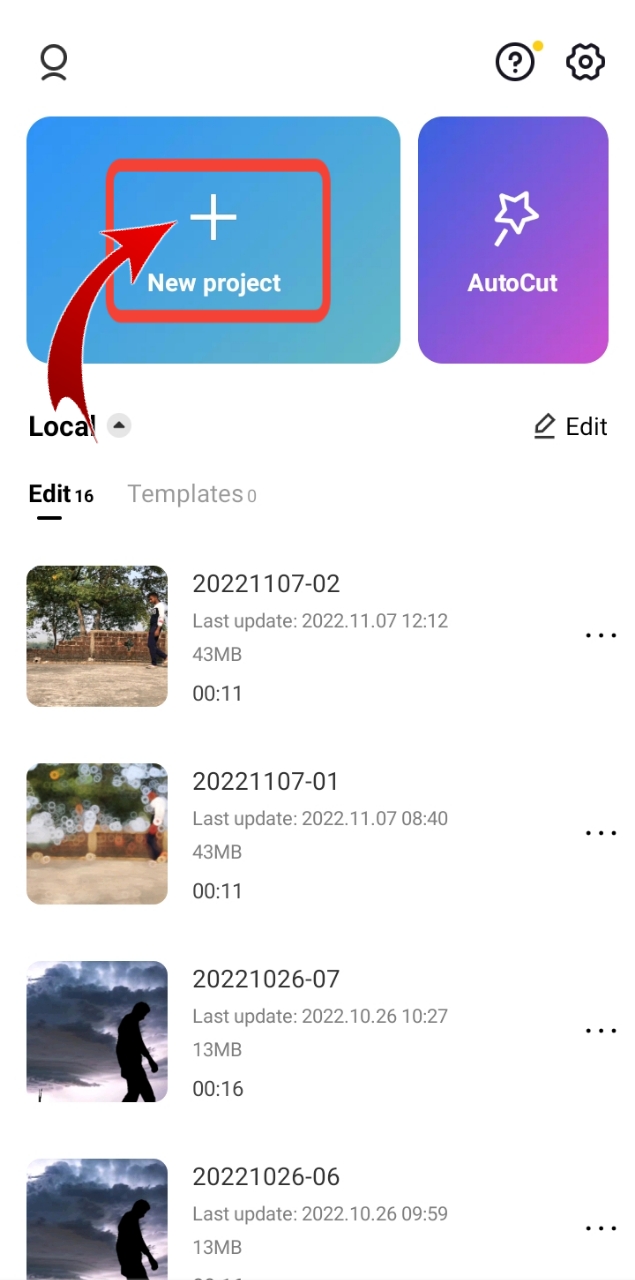 New project
AutoCut
Local
Edit
Edit 16
Templates 0
20221107-02
Last update: 2022.11.07 12:12
43MB
00:11
20221107-01
Last update: 2022.11.07 08:40
43MB
00:11
20221026-07
Last update: 2022.10.26 10:27
13MB
00:16
20221026-06
Last update: 2022.10.26 09:59
13MB